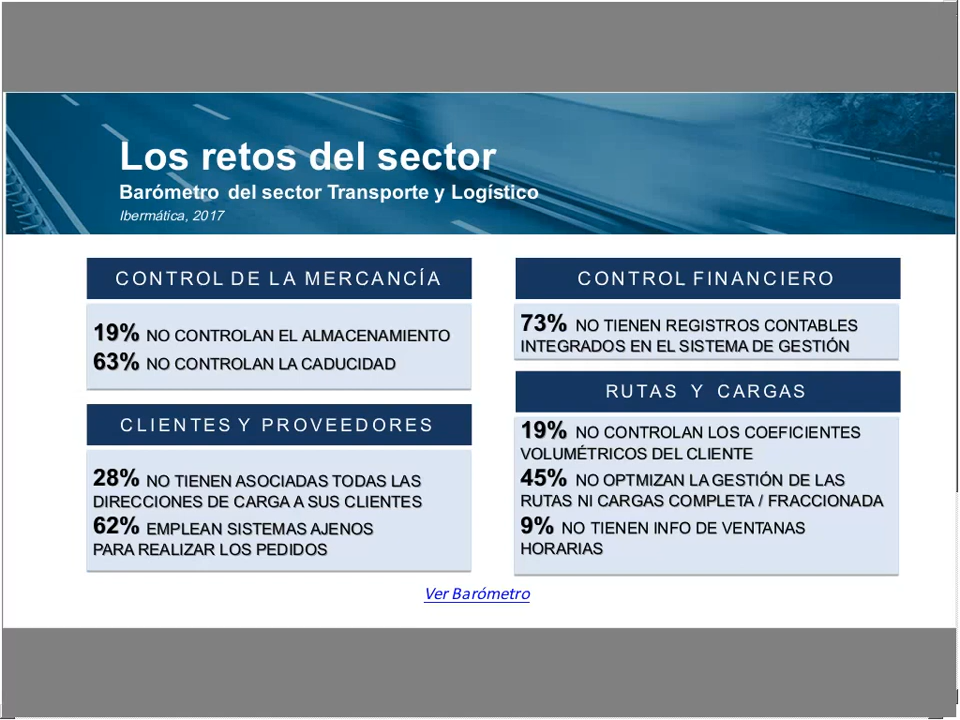 Los retos del sector
Barómetro del sector Transporte y Logístico
Ibermática, 2017
CONTROL DE LA MERCANCÍA
19% NO CONTROLAN EL ALMACENAMIENTO
63% NO CONTROLAN LA CADUCIDAD
CLIENTES Y PROVEEDORES
28% NO TIENEN ASOCIADAS TODAS LAS
DIRECCIONES DE CARGA A SUS CLIENTES
62% EMPLEAN SISTEMAS AJENOS
PARA REALIZAR LOS PEDIDOS
CONTROL FINANCIERO
73% NO TIENEN REGISTROS CONTABLES
INTEGRADOS EN EL SISTEMA DE GESTIÓN
RUTAS Y CARGAS
19% NO CONTROLAN LOS COEFICIENTES
VOLUMÉTRICOS DEL CLIENTE
45% NO OPTMIZAN LA GESTIÓN DE LAS
RUTAS NI CARGAS COMPLETA / FRACCIONADA
9% NO TIENEN INFO DE VENTANAS
HORARIAS
Ver Barómetro